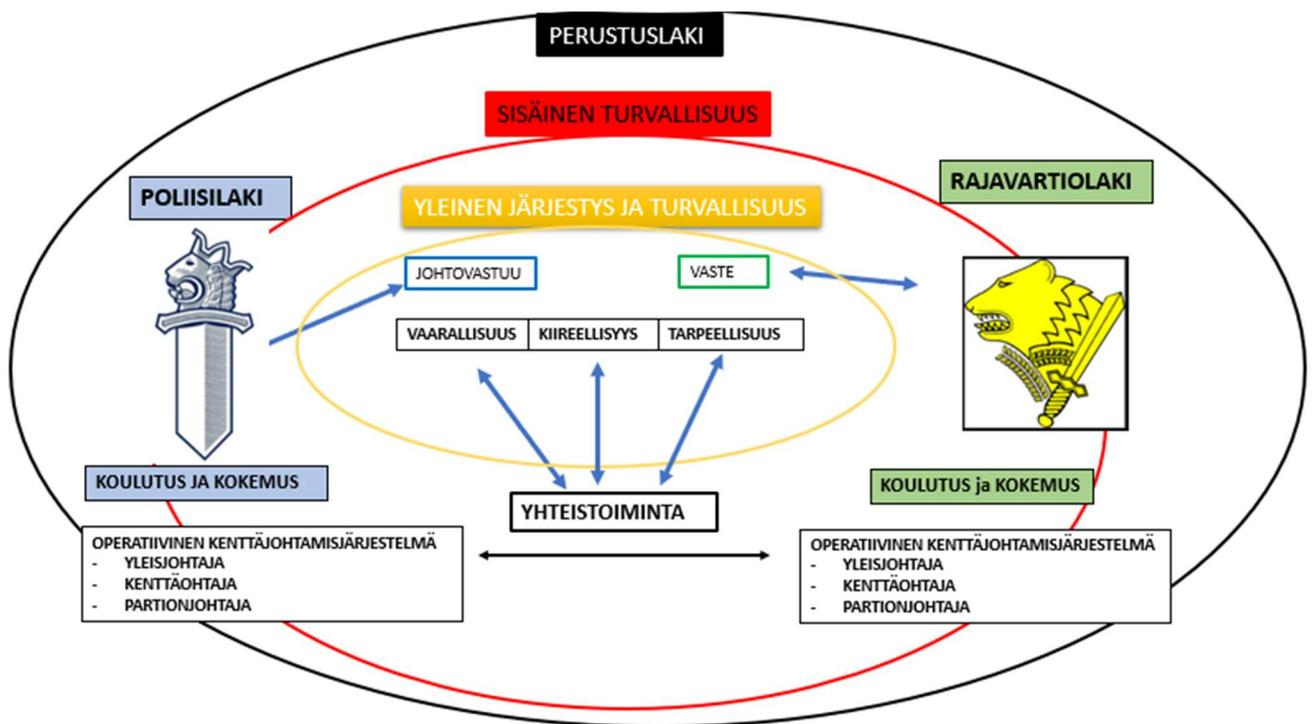 PERUSTUSLAKI
SISÄINEN TURVALLISUUS
POLIISILAKI
RAJAVARTIOLAKI
YLEINEN JÄRJESTYS JA TURVALLISUUS
JOHTOVASTUU
VASTE
VAARALLISUUS
KIIREELLISYYS
TARPEELLISUUS
KOULUTUS JA KOKEMUS
KOULUTUS ja KOKEMUS
YHTEISTOIMINTA
OPERATIIVINEN KENTTÄJOHTAMISJÄRJESTELMÄ
- YLEISJOHTAJA
- KENTTÄOHTAJA
- PARTIONJOHTAJA
OPERATIIVINEN KENTTÄJOHTAMISJÄRJESTELMÄ
- YLEISJOHTAJA
- KENTTÄOHTAJA
- PARTIONJOHTAJA